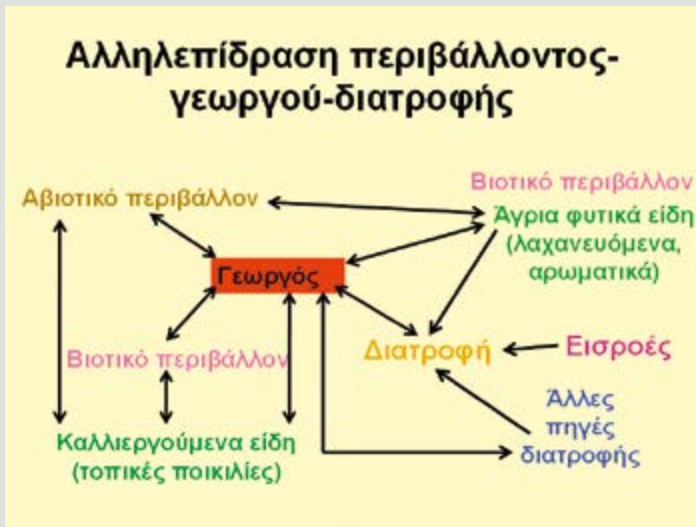 Αλληλεπίδραση περιβάλλοντος-
γεωργού-διατροφής
Βιοτικό περιβάλλον
Αβιοτικό περιβάλλον
Άγρια φυτικά είδη
(λαχανευόμενα,
αρωματικά)
Γεωργός
Βιοτικό περιβάλλον
Διατροφή
Εισροές
Άλλες
πηγές
διατροφής
Καλλιεργούμενα είδη
(τοπικές ποικιλίες)